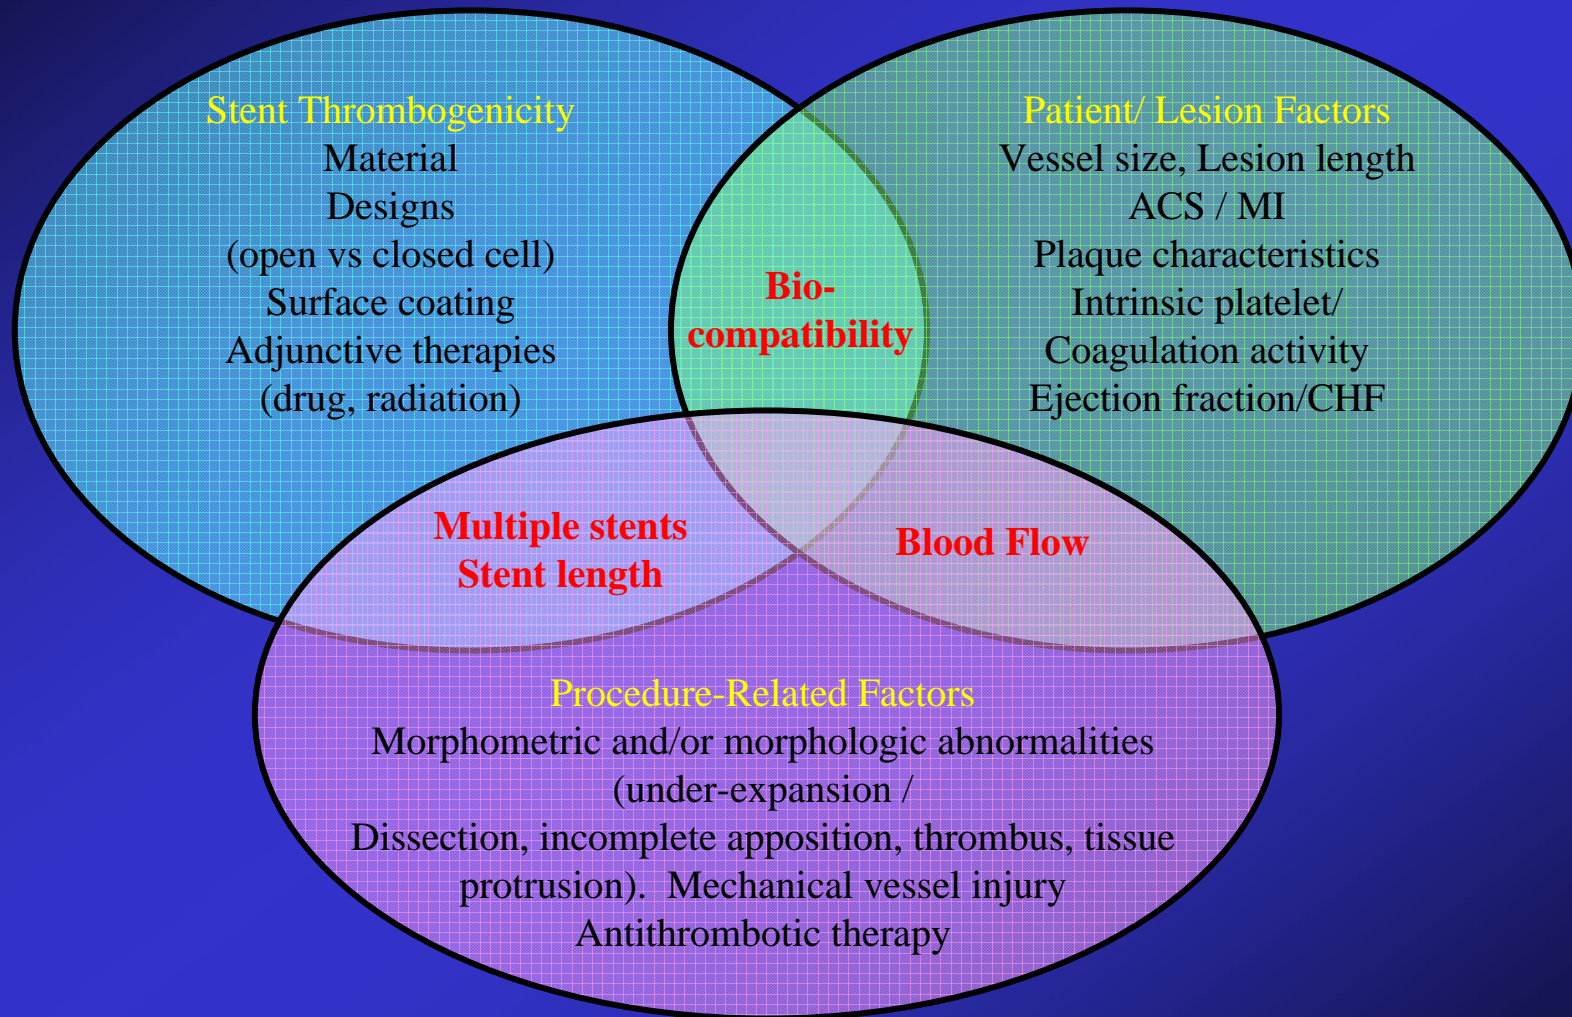 Stent Thrombogenicity
Material
Designs
(open vs closed cell)
Surface coating
Adjunctive therapies
(drug, radiation)
Patient/ Lesion Factors
Vessel size, Lesion length
ACS / MI
Plaque characteristics
Intrinsic platelet/
Coagulation activity
Ejection fraction/CHF
Bio-
compatibility
Multiple stents
Stent length
Blood Flow
Procedure-Related Factors
Morphometric and/or morphologic abnormalities
(under-expansion /
Dissection, incomplete apposition, thrombus, tissue
protrusion).  Mechanical vessel injury
Antithrombotic therapy